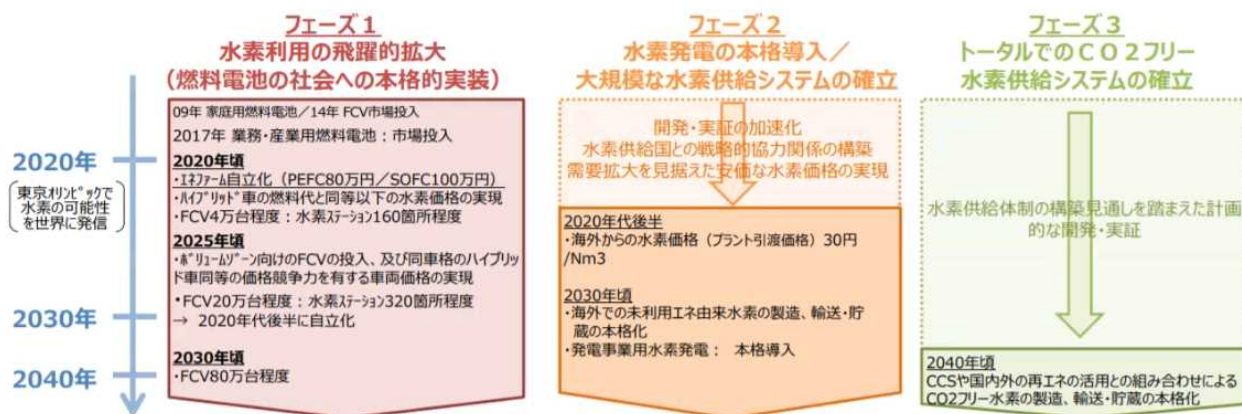 フェーズ１
水素利用の飛躍的拡大
（燃料電池の社会への本格的実装）
09年 家庭用燃料電池／14年 FCV市場投入
2017年 業務・産業用燃料電池：市場投入
2020年頃
・ｴﾈﾌｧｰﾑ自立化（PEFC80万円／SOFC100万円）
・ﾊｲﾌﾞﾘｯﾄﾞ車の燃料代と同等以下の水素価格の実現
・FCV4万台程度：水素ｽﾃｰｼｮﾝ160箇所程度
2025年頃
・ﾎﾞﾘｭｰﾑｿﾞｰﾝ向けのFCVの投入、及び同車格のハイブリッ
ド車同等の価格競争力を有する車両価格の実現
・FCV20万台程度：水素ｽﾃｰｼｮﾝ320箇所程度
→ 2020年代後半に自立化
2030年頃
・FCV80万台程度
フェーズ２
水素発電の本格導入／
大規模な水素供給システムの確立
開発・実証の加速化
水素供給国との戦略的協力関係の構築
需要拡大を見据えた安価な水素価格の実現
2020年代後半
・海外からの水素価格（プラント引渡価格）30円
/Nm3
2030年頃
・海外での未利用エネ由来水素の製造、輸送・貯
蔵の本格化
・発電事業用水素発電： 本格導入
フェーズ３
トータルでのＣＯ２フリー
水素供給システムの確立
水素供給体制の構築見通しを踏まえた計画
的な開発・実証
2040年頃
CCSや国内外の再エネの活用との組み合わせによる
CO2フリー水素の製造、輸送・貯蔵の本格化
2020年
東京ｵﾘﾝﾋﾟｯｸで
水素の可能性
を世界に発信
2030年
2040年